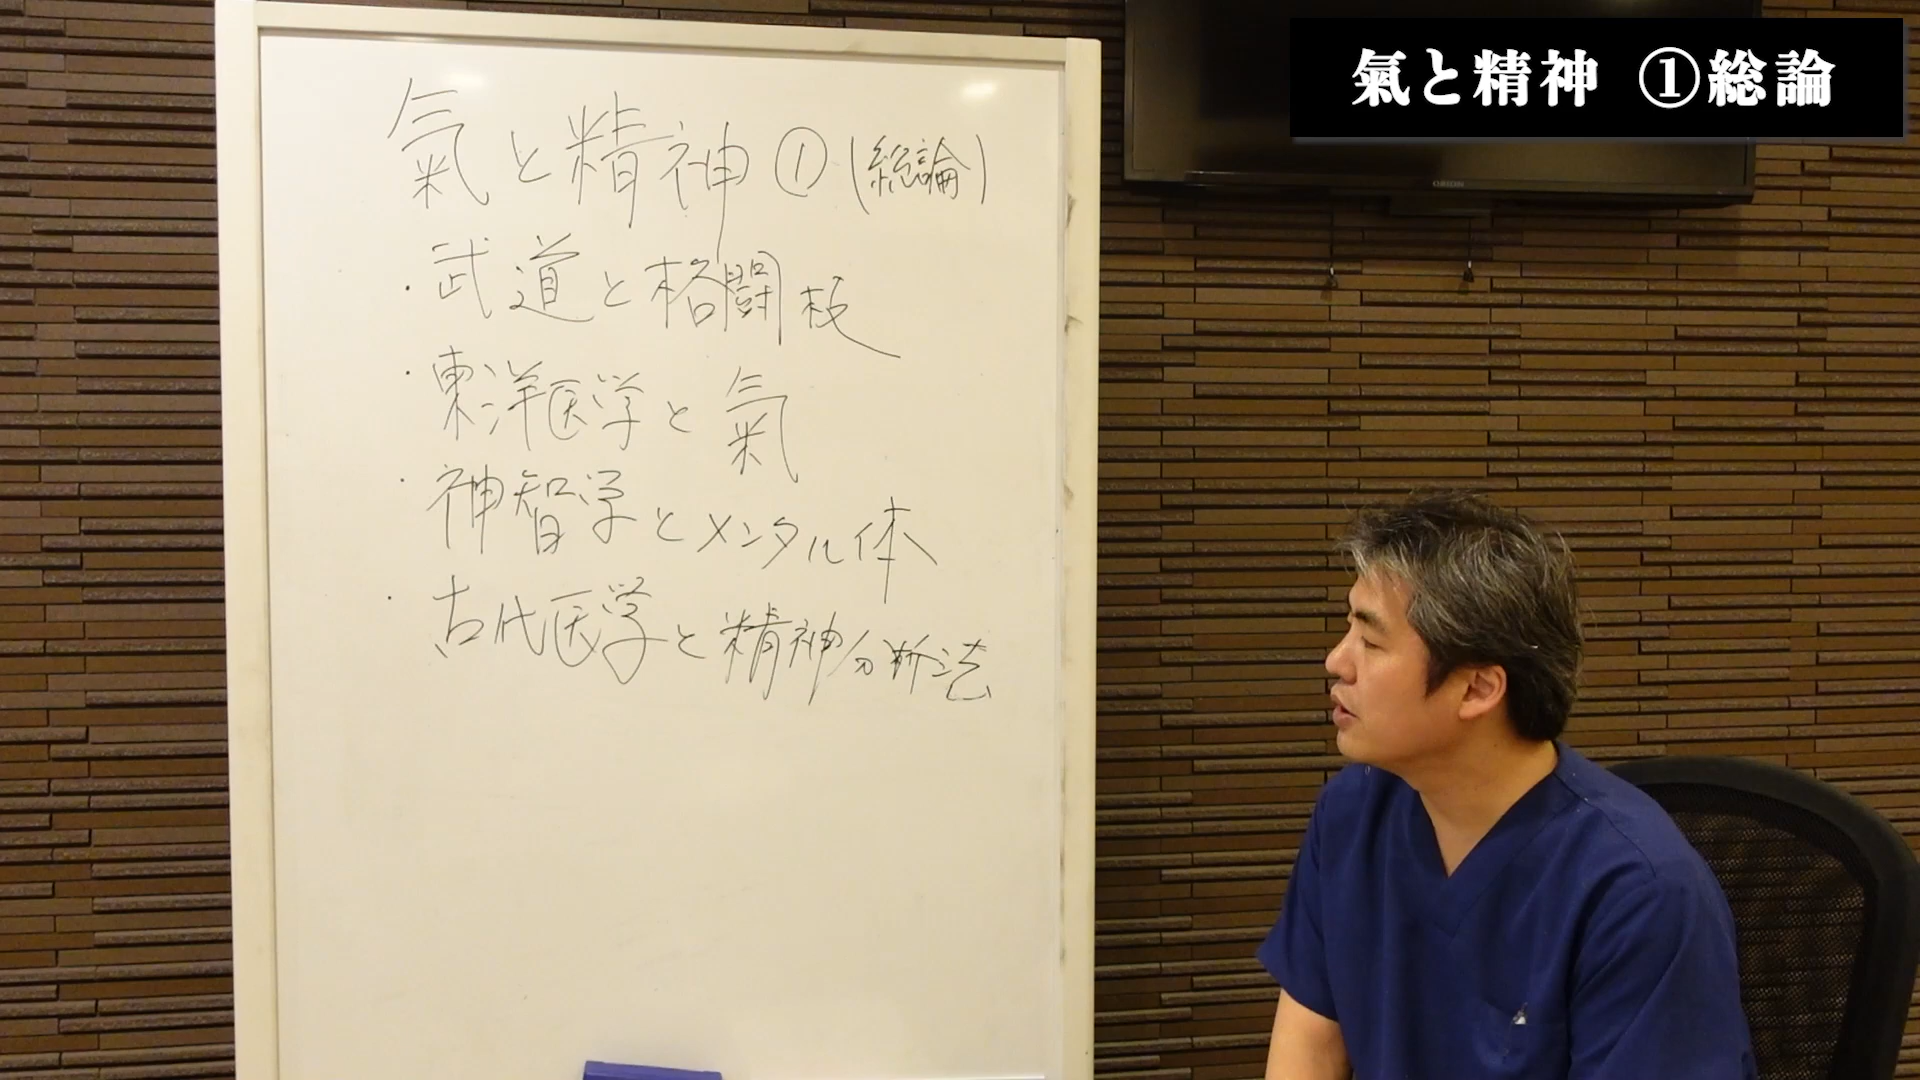 氣と精神 ①総論
氣と精神①(総論)
・武道と格闘技
・東洋医学と氣
・神智学とメンタル体
・古代医学と精神分断法
ORION